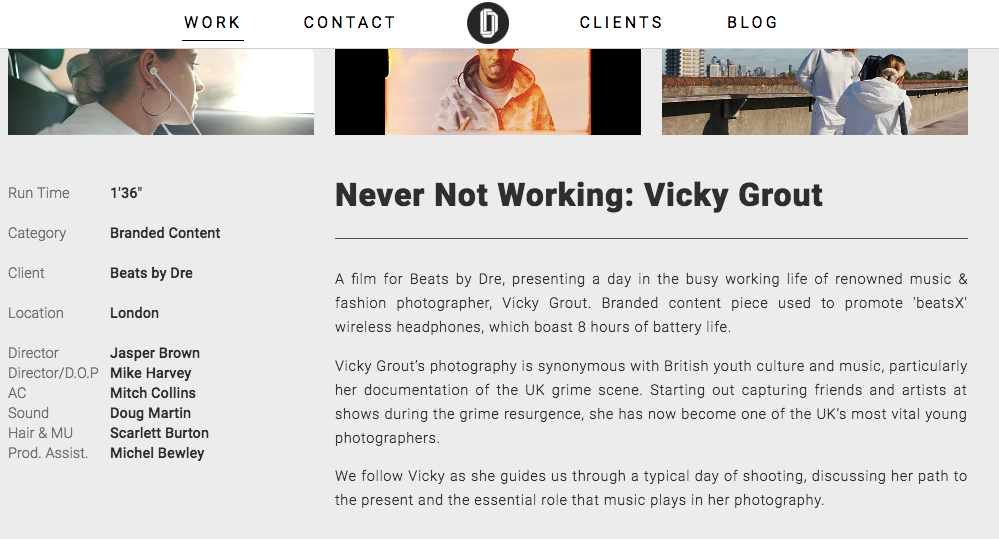 WORK CONTACT CLIENTS BLOG
Run Time 1'36"
Category Branded Content
Client Beats by Dre
Location London
Director Jasper Brown
Director/D.O.P Mike Harvey
AC Mitch Collins
Sound Doug Martin
Hair & MU Scarlett Burton
Prod. Assist. Michel Bewley
Never Not Working: Vicky Grout
A film for Beats by Dre, presenting a day in the busy working life of renowned music &
fashion photographer, Vicky Grout. Branded content piece used to promote 'beatsX'
wireless headphones, which boast 8 hours of battery life.
Vicky Grout’s photography is synonymous with British youth culture and music, particularly
her documentation of the UK grime scene. Starting out capturing friends and artists at
shows during the grime resurgence, she has now become one of the UK’s most vital young
photographers.
We follow Vicky as she guides us through a typical day of shooting, discussing her path to
the present and the essential role that music plays in her photography.